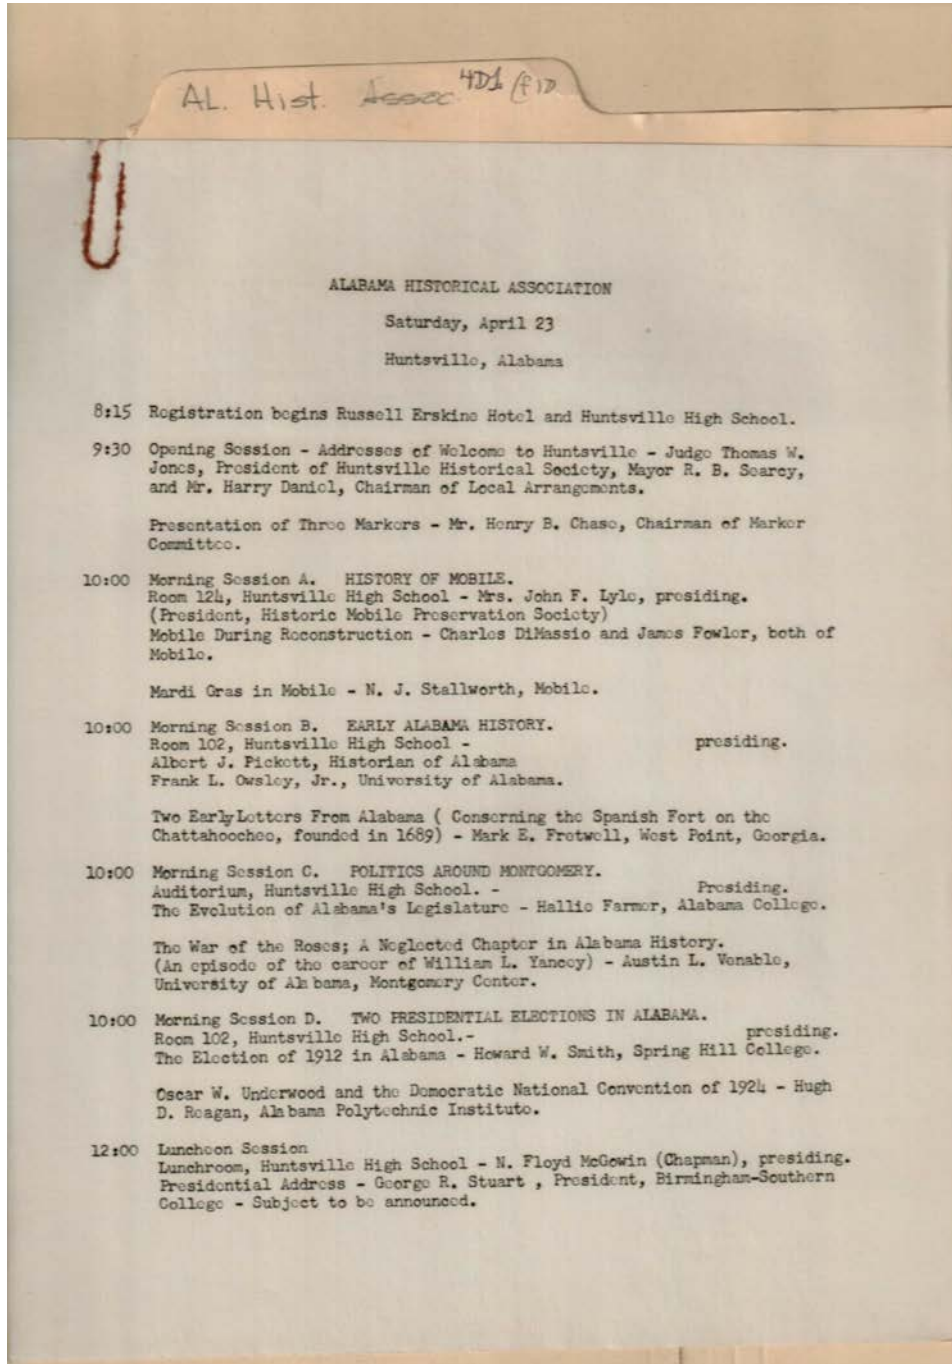 AL. Hist. Assoc. 4D1 (f10
ALABAMA HISTORICAL ASSOCIATION
Saturday, April 23
Huntsville, Alabama
8:15 Registration begins Russell Erskine Hotel and Huntsville High School.
9:30 Opening Session - Addresses of Welcome to Huntsville - Judge Thomas W.
Jones, President of Huntsville Historical Society, Mayor R. B. Searcy,
and Mr. Harry Daniel, Chairman of Local Arrangements.
Presentation of Three Markers - Mr. Henry B. Chase, Chairman of Marker
Committee.
10:00 Morning Session A. HISTORY OF MOBILE.
Room 124, Huntsville High School - Mrs. John F. Lyle, presiding.
(President, Historic Mobile Preservation Society)
Mobile During Reconstruction - Charles DiMassio and James Fowler, both of
Mobile.
Mardi Gras in Mobile - N. J. Stallworth, Mobile.
10:00 Morning Session B. EARLY ALABAMA HISTORY.
Room 102, Huntsville High School - presiding.
Albert J. Pickett, Historian of Alabama
Frank L. Owsley, Jr., University of Alabama.
Two Early Letters From Alabama ( Conserning the Spanish Fort on the
Chattahoochee, founded in 1689) - Mark E. Fretwell, West Point, Georgia.
10:00 Morning Session C. POLITICS AROUND MONTGOMERY.
Auditorium, Huntsville High School. - Presiding.
The Evolution of Alabama's Legislature - Hallie Farmer, Alabama College.
The War of the Roses; A Neglected Chapter in Alabama History.
(An episode of the career of William L. Yancey) - Austin L. Venable,
University of Alabama, Montgomery Center.
10:00 Morning Session D. TWO PRESIDENTIAL ELECTIONS IN ALABAMA.
Room 102, Huntsville High School.- presiding.
The Election of 1912 in Alabama - Howard W. Smith, Spring Hill College.
Oscar W. Underwood and the Democratic National Convention of 1924 - Hugh
D. Reagan, Alabama Polytechnic Institute.
12:00 Luncheon Session
Lunchroom, Huntsville High School - N. Floyd McGowin (Chapman), presiding.
Presidential Address - George R. Stuart , President, Birmingham-Southern
College - Subject to be announced.